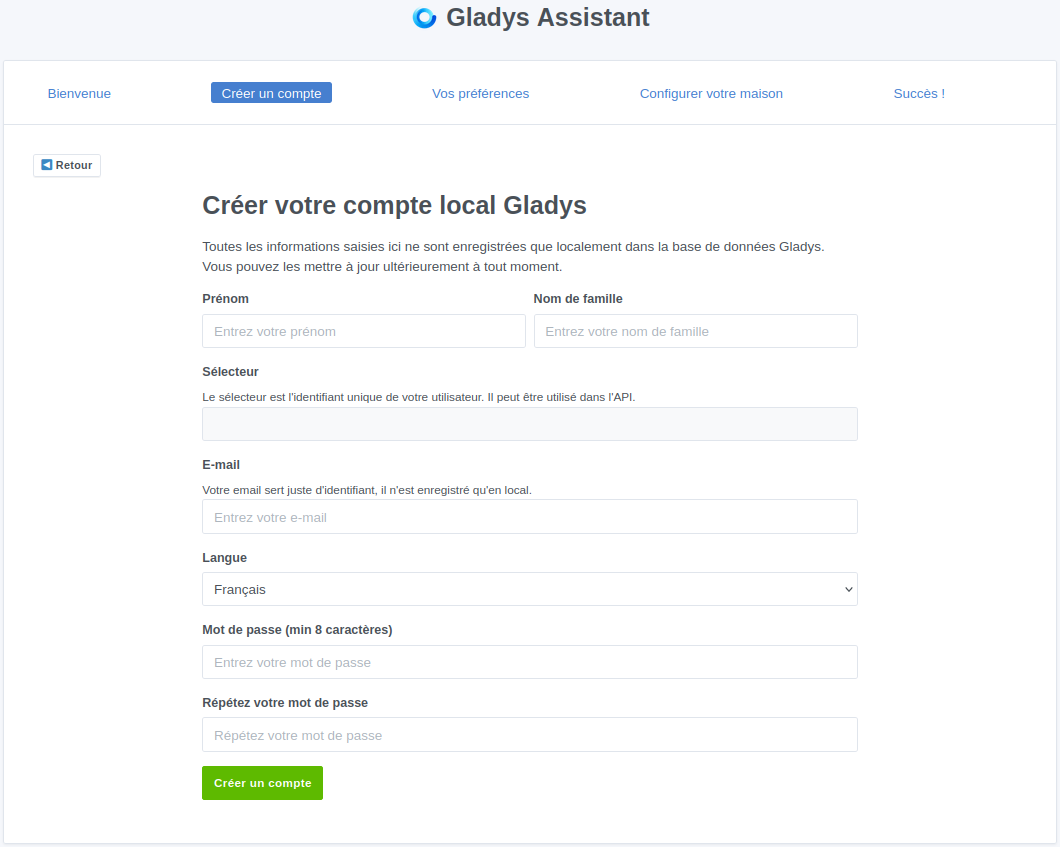 Gladys Assistant
Bienvenue
Créer un compte
Vos préférences
Configurer votre maison
Succès !
Retour
Créer votre compte local Gladys
Toutes les informations saisies ici ne sont enregistrées que localement dans la base de données Gladys.
Vous pouvez les mettre à jour ultérieurement à tout moment.
Prénom
Nom de famille
Entrez votre prénom
Entrez votre nom de famille
Sélecteur
Le sélecteur est l'identifiant unique de votre utilisateur. Il peut être utilisé dans l'API.
E-mail
Votre email sert juste d'identifiant, il n'est enregistré qu'en local.
Entrez votre e-mail
Langue
Français
Mot de passe (min 8 caractères)
Entrez votre mot de passe
Répétez votre mot de passe
Répétez votre mot de passe
Créer un compte